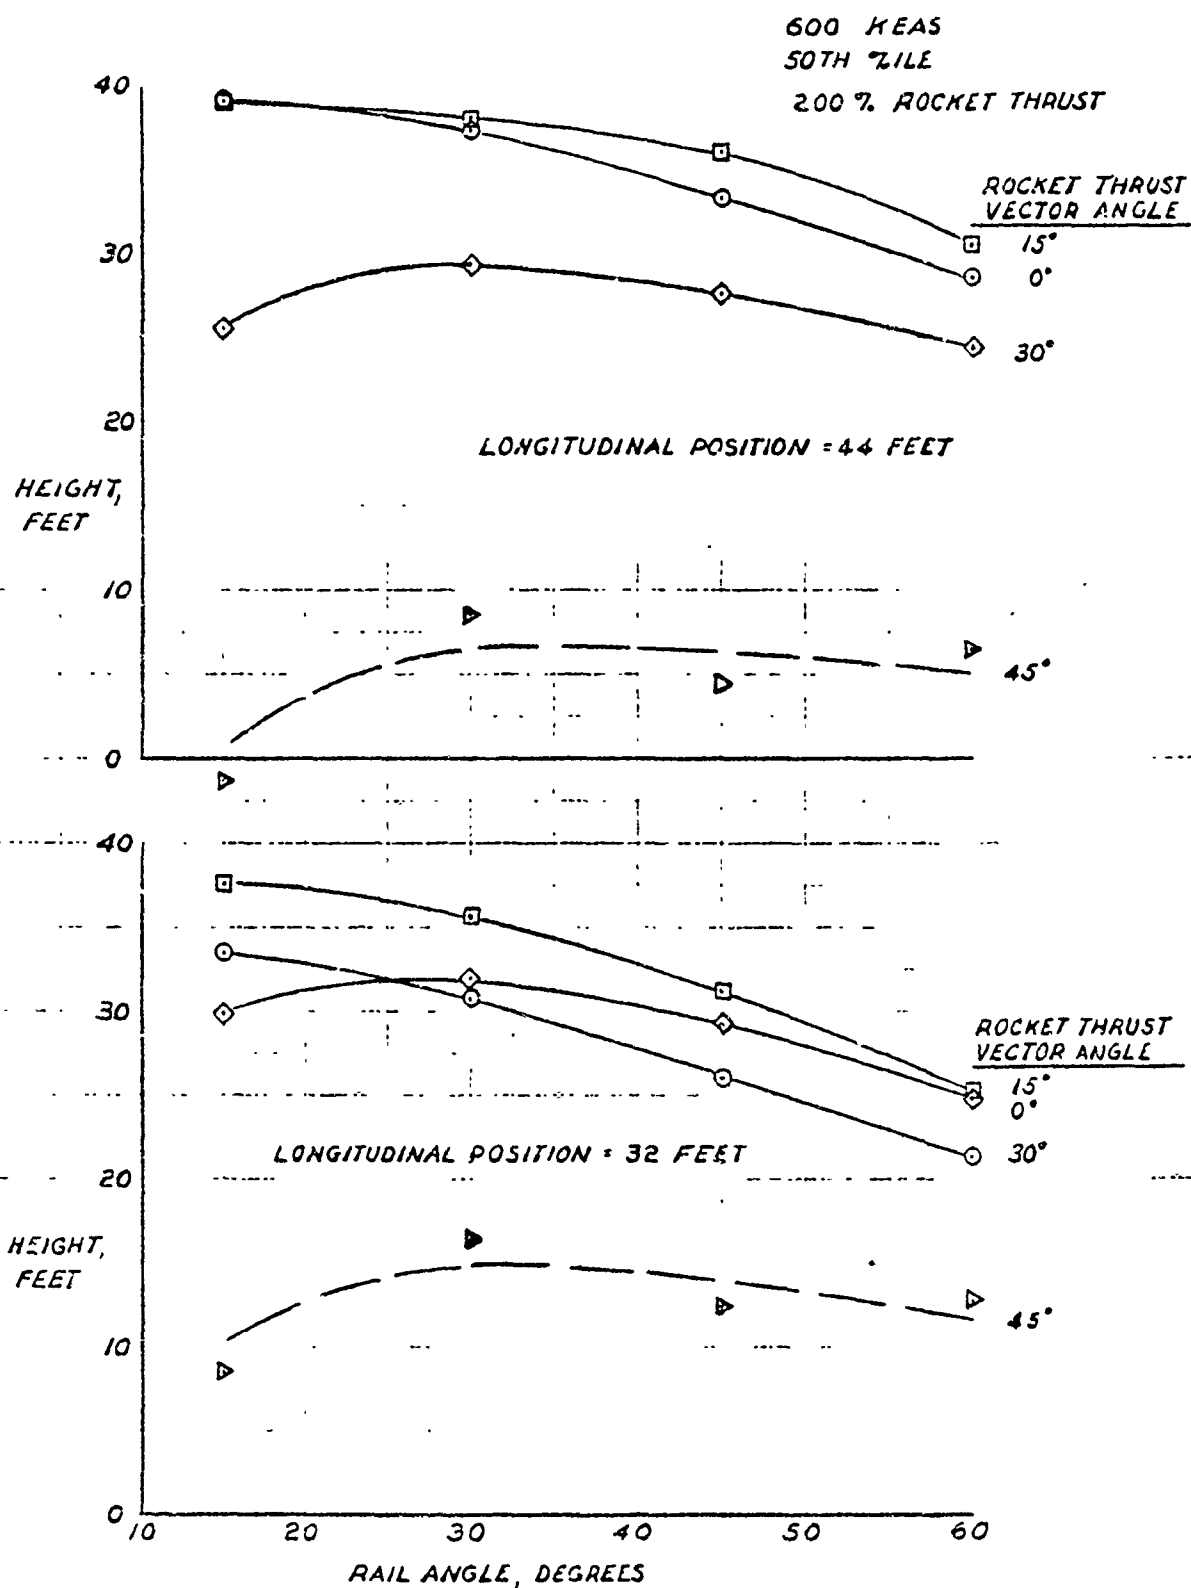 600 KEAS
50TH %ILE
200 % ROCKET THRUST
40
ROCKET THRUST
VECTOR ANGLE
15°
30
0°
30°
20
LONGITUDINAL POSITION = 44 FEET
HEIGHT,
FEET
10
45°
0
40
30
ROCKET THRUST
VECTOR ANGLE
15°
0°
LONGITUDINAL POSITION = 32 FEET
30°
20
HEIGHT,
FEET
45°
10
0
10 20 30 40 50 60
RAIL ANGLE, DEGREES